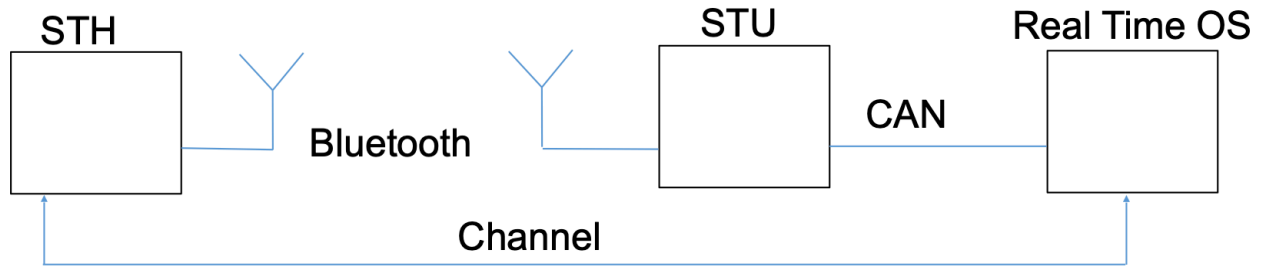 STH
STU
Real Time OS
CAN
Bluetooth
Channel